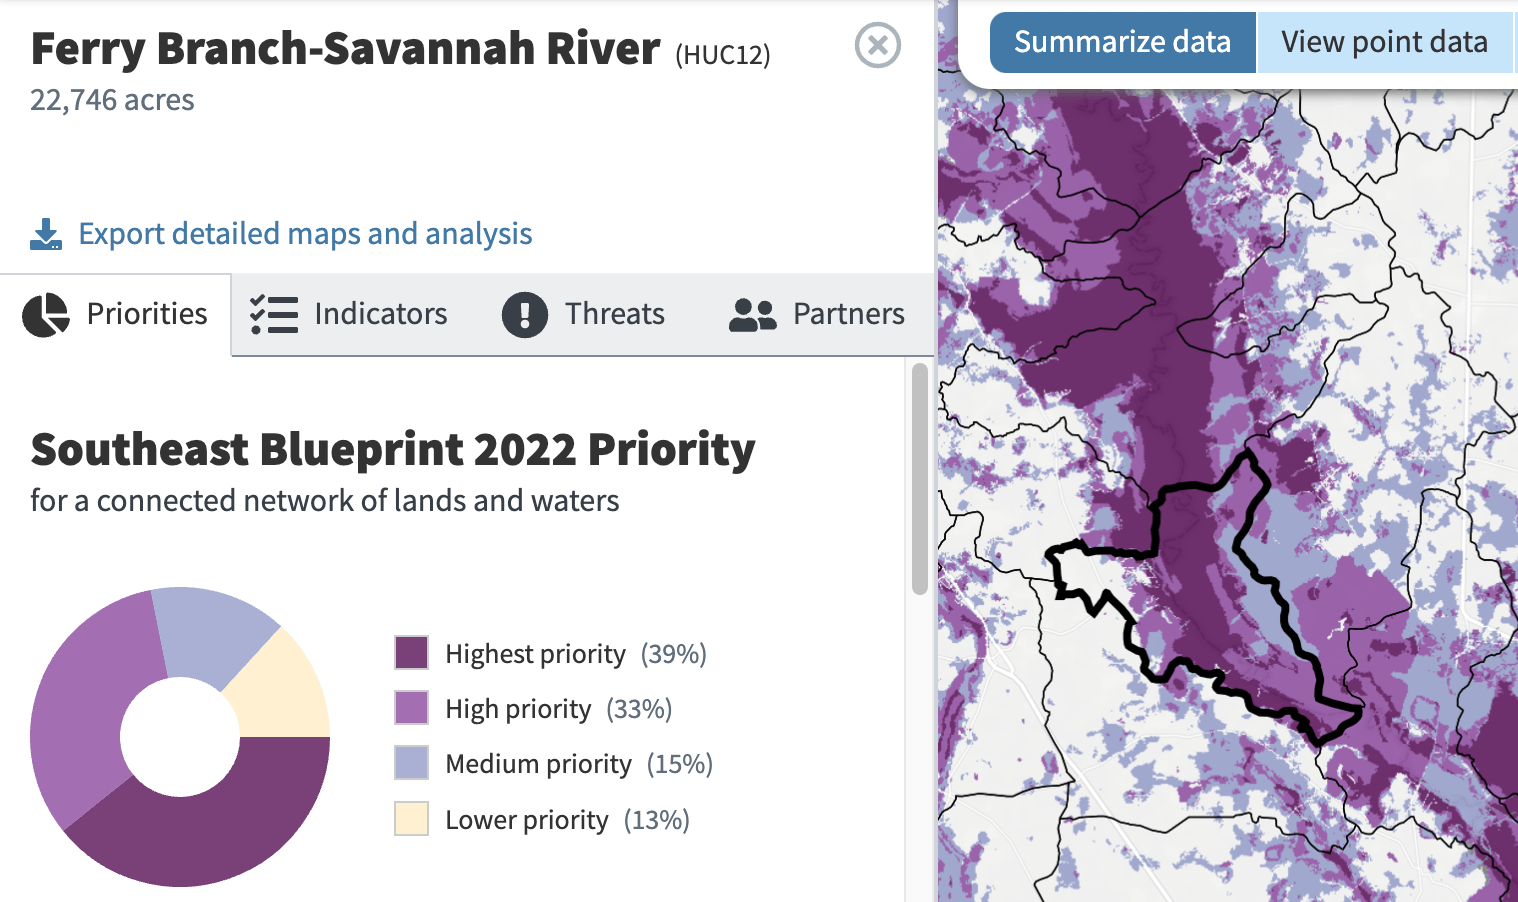 Ferry Branch-Savannah River (HUC12)
22,746 acres
Export detailed maps and analysis
Priorities
Indicators
Threats
Partners
Southeast Blueprint 2022 Priority
for a connected network of lands and waters
Highest priority (39%)
High priority (33%)
Medium priority (15%)
Lower priority (13%)
Summarize data
View point data